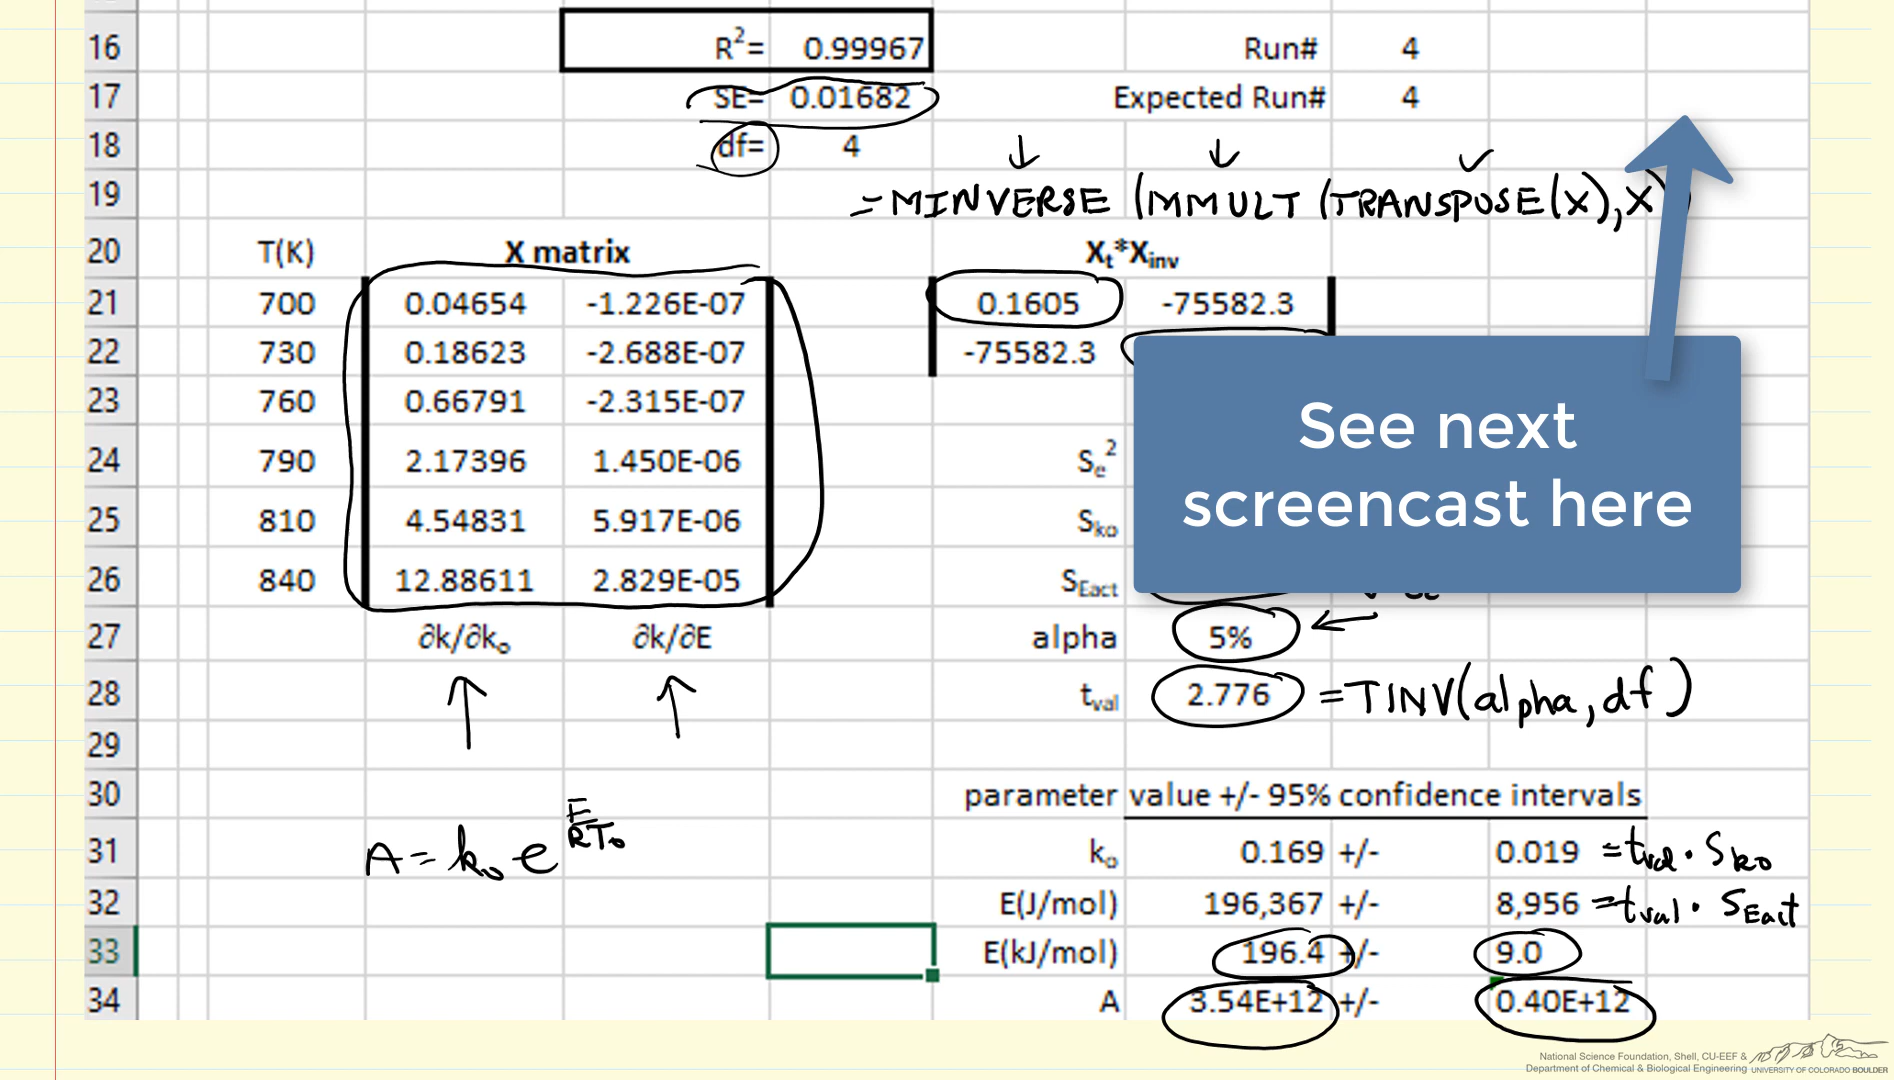 16 R²= 0.99967 Run# 4
17 SE= 0.01682 Expected Run# 4
18 df= 4
19 =MINVERSE (MMULT (TRANSPOSE(X),X)
20 T(K) X matrix Xt*Xinv
21 700 0.04654 -1.226E-07 0.1605 -75582.3
22 730 0.18623 -2.688E-07 -75582.3
23 760 0.66791 -2.315E-07
See next
24 790 2.17396 1.450E-06 Se²
screencast here
25 810 4.54831 5.917E-06 Sko
26 840 12.88611 2.829E-05 SEact
27 ∂k/∂ko ∂k/∂E alpha 5%
28 tval 2.776 =TINV(alpha,df)
29
30 parameter value +/- 95% confidence intervals
31 A=k₀e^(E/RT₀) ko 0.169 +/- 0.019 =tval·Sko
32 E(J/mol) 196,367 +/- 8,956 =tval·SEact
33 E(kJ/mol) 196.4 +/- 9.0
34 A 3.54E+12 +/- 0.40E+12
National Science Foundation, Shell, CU-EEF &
Department of Chemical & Biological Engineering UNIVERSITY OF COLORADO BOULDER